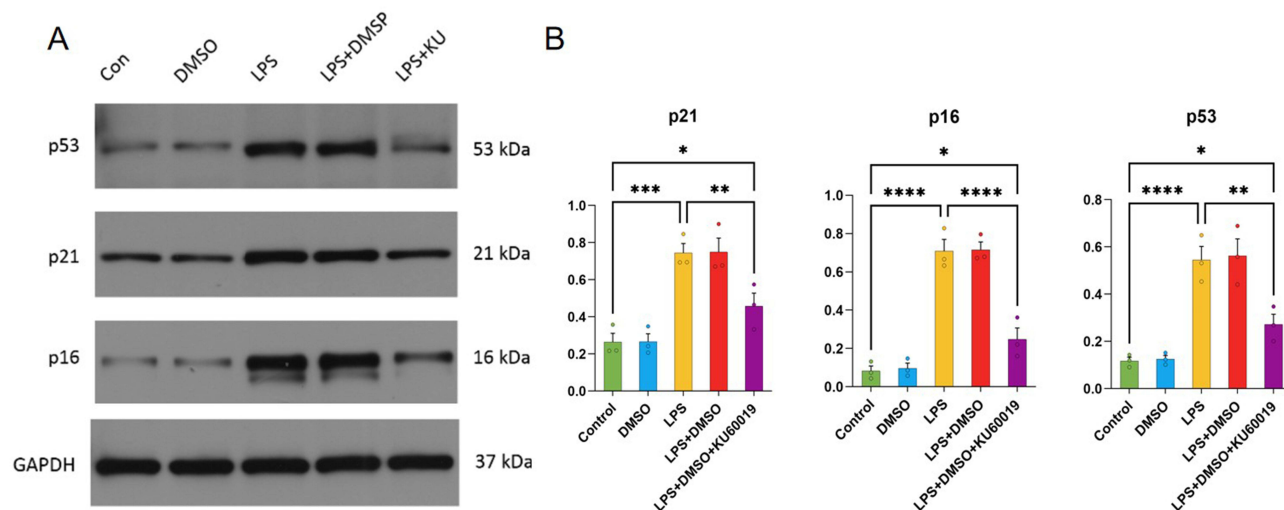 A
Con
DMSO
LPS
LPS+DMSP
LPS+KU
p53
53 kDa
p21
21 kDa
p16
16 kDa
GAPDH
37 kDa
B
p21
*
***
**
1.0
0.8
0.6
0.4
0.2
0.0
Control
DMSO
LPS
LPS+DMSO
LPS+DMSO+KU60019
p16
*
****
****
1.0
0.8
0.6
0.4
0.2
0.0
Control
DMSO
LPS
LPS+DMSO
LPS+DMSO+KU60019
p53
*
****
**
0.8
0.6
0.4
0.2
0.0
Control
DMSO
LPS
LPS+DMSO
LPS+DMSO+KU60019